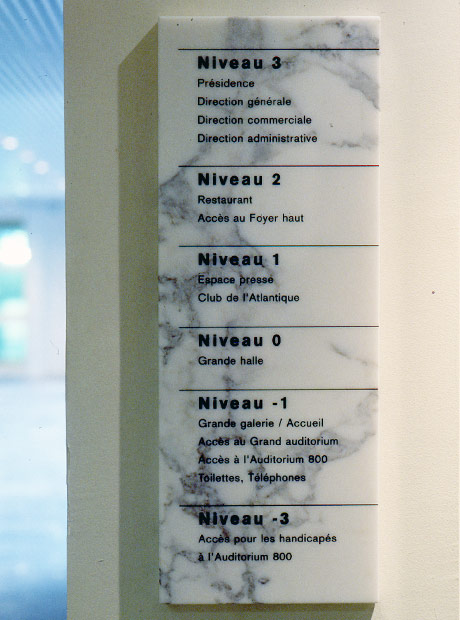 Niveau 3
Présidence
Direction générale
Direction commerciale
Direction administrative
Niveau 2
Restaurant
Accès au Foyer haut
Niveau 1
Espace presse
Club de l'Atlantique
Niveau 0
Grande halle
Niveau -1
Grande galerie / Accueil
Accès au Grand auditorium
Accès à l'Auditorium 800
Toilettes, Téléphones
Niveau -3
Accès pour les handicapés
à l'Auditorium 800